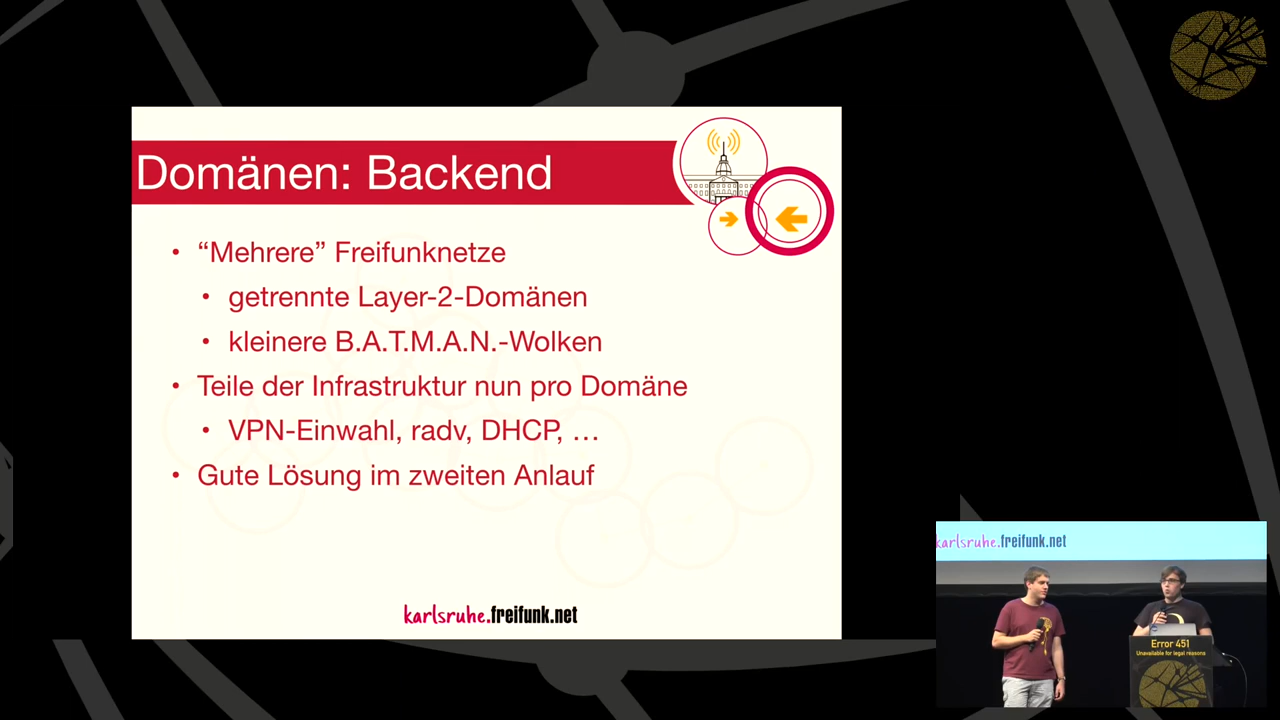 Domänen: Backend
• “Mehrere” Freifunknetze
• getrennte Layer-2-Domänen
• kleinere B.A.T.M.A.N.-Wolken
• Teile der Infrastruktur nun pro Domäne
• VPN-Einwahl, radv, DHCP, …
• Gute Lösung im zweiten Anlauf
karlsruhe.freifunk.net
karlsruhe.freifunk.net
Error 451
Unavailable for legal reasons